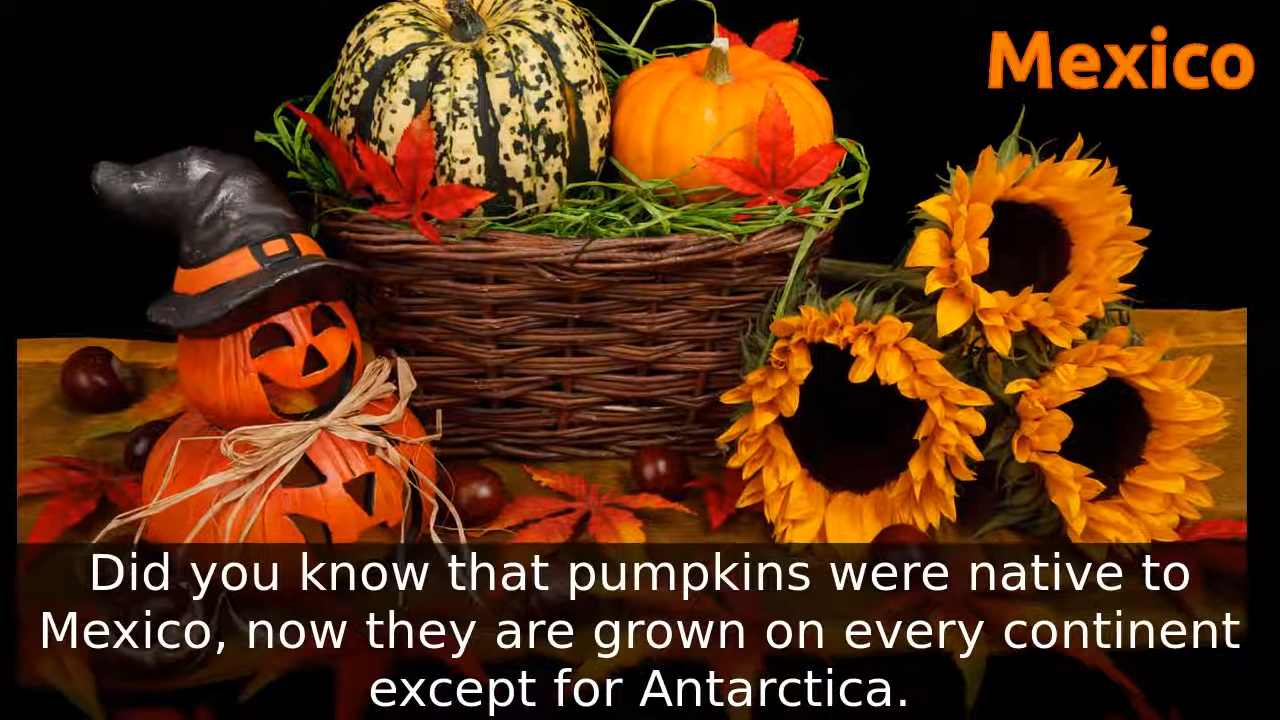 Mexico
Did you know that pumpkins were native to
Mexico, now they are grown on every continent
except for Antarctica.